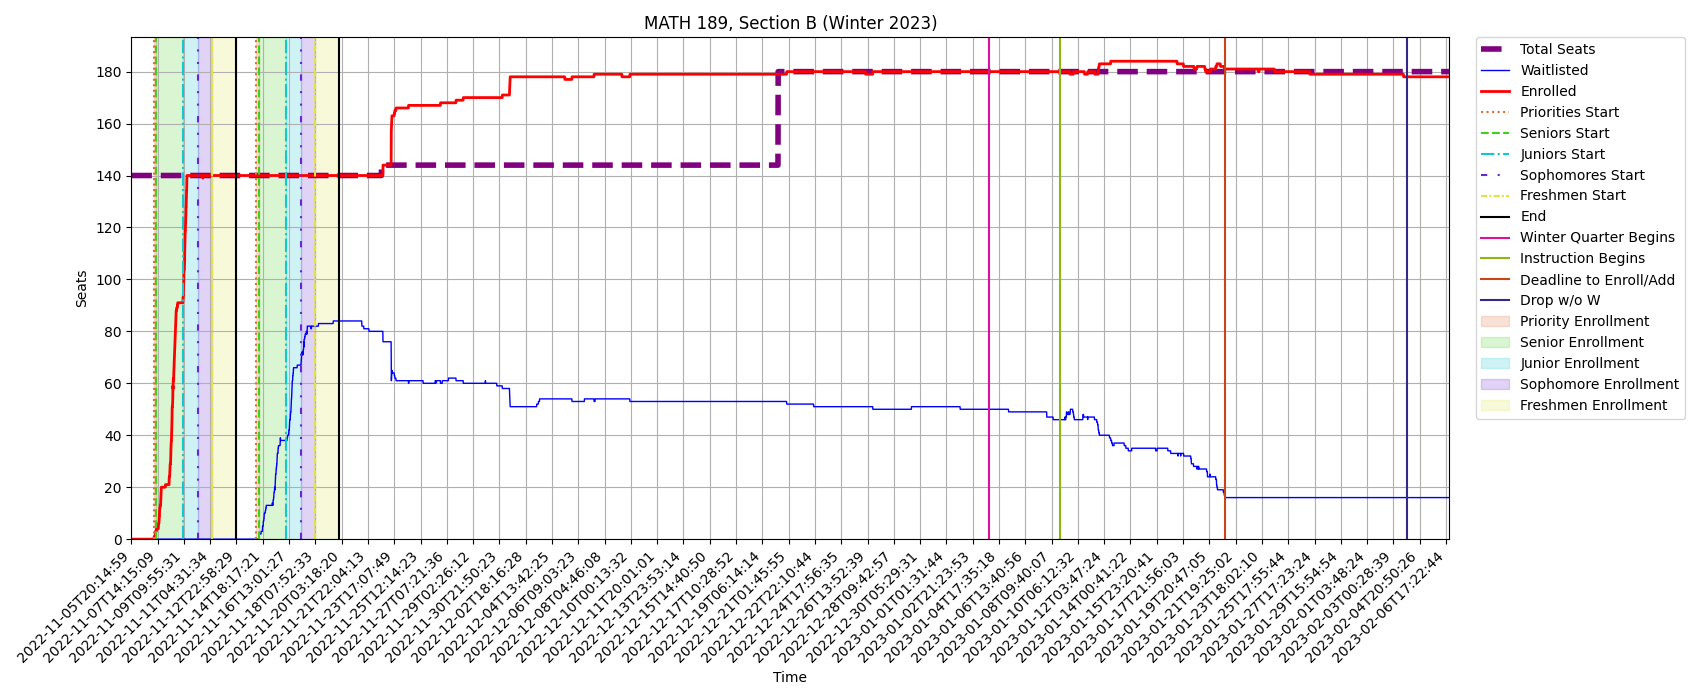 MATH 189, Section B (Winter 2023)
Seats
180
160
140
120
100
80
60
40
20
0
2022-11-05T20:14:59
2022-11-07T14:15:09
2022-11-09T09:55:31
2022-11-11T04:31:34
2022-11-12T22:58:29
2022-11-14T18:17:21
2022-11-16T13:01:27
2022-11-18T07:52:33
2022-11-20T03:18:20
2022-11-21T22:04:13
2022-11-23T17:07:49
2022-11-25T12:14:23
2022-11-27T07:21:36
2022-11-29T02:26:12
2022-11-30T21:50:23
2022-12-02T18:16:28
2022-12-04T13:42:25
2022-12-06T09:03:23
2022-12-08T04:46:08
2022-12-10T00:13:32
2022-12-11T20:01:01
2022-12-13T23:53:14
2022-12-15T14:40:50
2022-12-17T10:28:52
2022-12-19T06:14:14
2022-12-21T01:45:55
2022-12-22T22:10:44
2022-12-24T17:56:35
2022-12-26T13:52:39
2022-12-28T09:42:57
2022-12-30T05:29:31
2023-01-01T01:31:44
2023-01-02T21:23:53
2023-01-04T17:35:18
2023-01-06T13:40:56
2023-01-08T09:40:07
2023-01-10T06:12:32
2023-01-12T03:47:24
2023-01-14T00:41:22
2023-01-15T23:20:41
2023-01-17T21:56:03
2023-01-19T20:47:05
2023-01-21T19:25:02
2023-01-23T18:02:10
2023-01-25T17:55:44
2023-01-27T17:23:24
2023-01-29T15:54:54
2023-02-01T03:48:24
2023-02-03T00:28:39
2023-02-04T20:50:26
2023-02-06T17:22:44
Time
Total Seats
Waitlisted
Enrolled
Priorities Start
Seniors Start
Juniors Start
Sophomores Start
Freshmen Start
End
Winter Quarter Begins
Instruction Begins
Deadline to Enroll/Add
Drop w/o W
Priority Enrollment
Senior Enrollment
Junior Enrollment
Sophomore Enrollment
Freshmen Enrollment